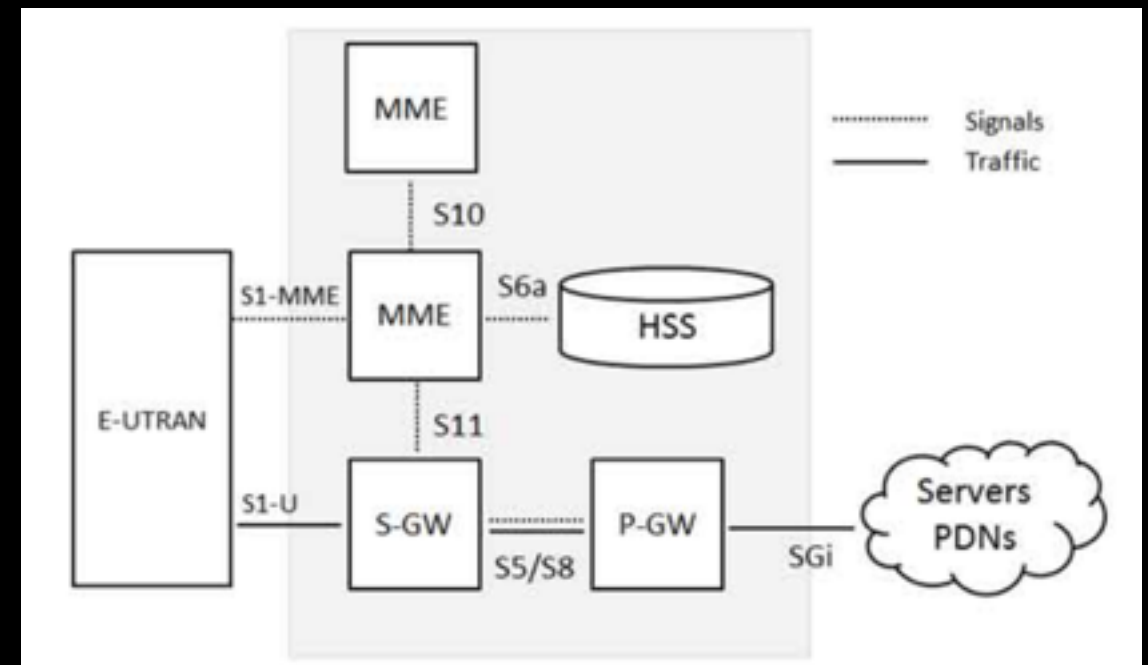 MME
Signals
Traffic
S10
S1-MME
MME
S6a
HSS
E-UTRAN
S11
S1-U
S-GW
S5/S8
P-GW
SGi
Servers
PDNs